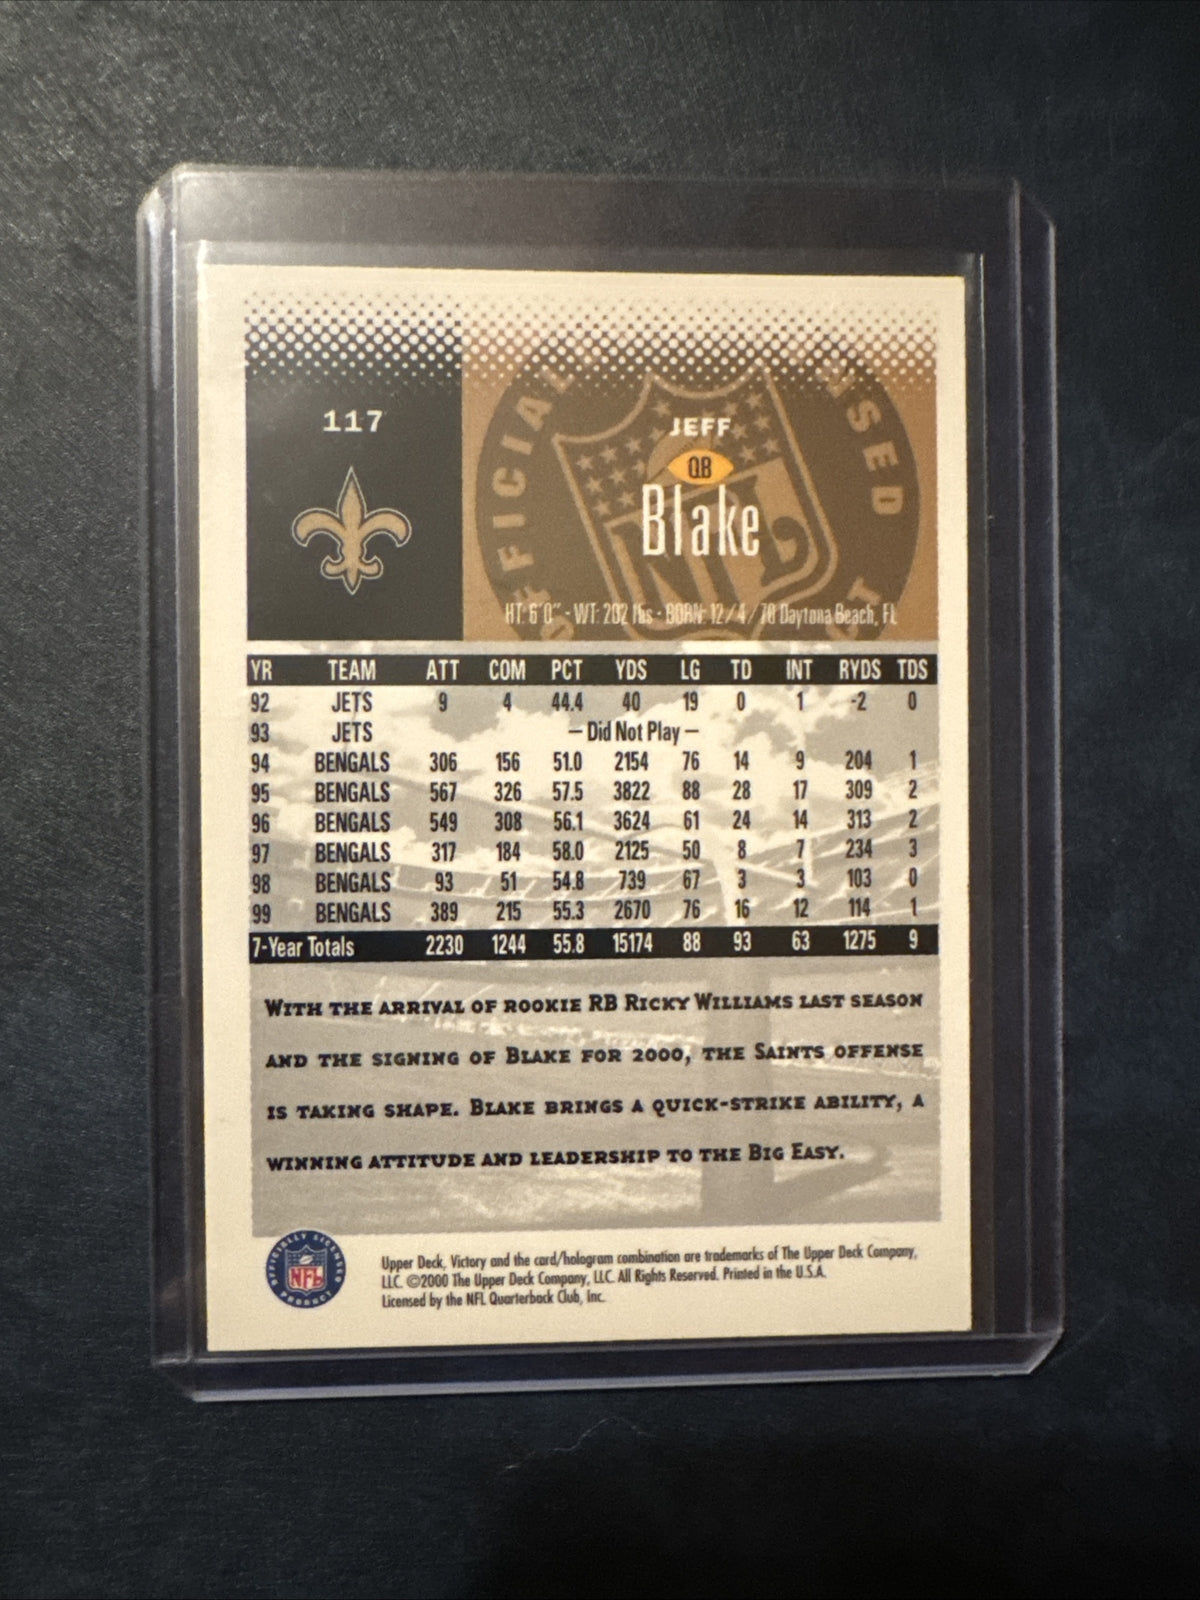 117
JEFF
QB
Blake
HT: 6'0" - WT: 202 lbs - BORN: 12/4/70 Daytona Beach, FL
YR TEAM ATT COM PCT YDS LG TD INT RYDS TDS
92 JETS 9 4 44.4 40 19 0 1 -2 0
93 JETS — Did Not Play —
94 BENGALS 306 156 51.0 2154 76 14 9 204 1
95 BENGALS 567 326 57.5 3822 88 28 17 309 2
96 BENGALS 549 308 56.1 3624 61 24 14 313 2
97 BENGALS 317 184 58.0 2125 50 8 7 234 3
98 BENGALS 93 51 54.8 739 67 3 3 103 0
99 BENGALS 389 215 55.3 2670 76 16 12 114 1
7-Year Totals 2230 1244 55.8 15174 88 93 63 1275 9
WITH THE ARRIVAL OF ROOKIE RB RICKY WILLIAMS LAST SEASON
AND THE SIGNING OF BLAKE FOR 2000, THE SAINTS OFFENSE
IS TAKING SHAPE. BLAKE BRINGS A QUICK-STRIKE ABILITY, A
WINNING ATTITUDE AND LEADERSHIP TO THE BIG EASY.
OFFICIALLY LICENSED
NFL
PRODUCT
Upper Deck, Victory and the card/hologram combination are trademarks of The Upper Deck Company,
LLC. ©2000 The Upper Deck Company, LLC. All Rights Reserved. Printed in the U.S.A.
Licensed by the NFL Quarterback Club, Inc.